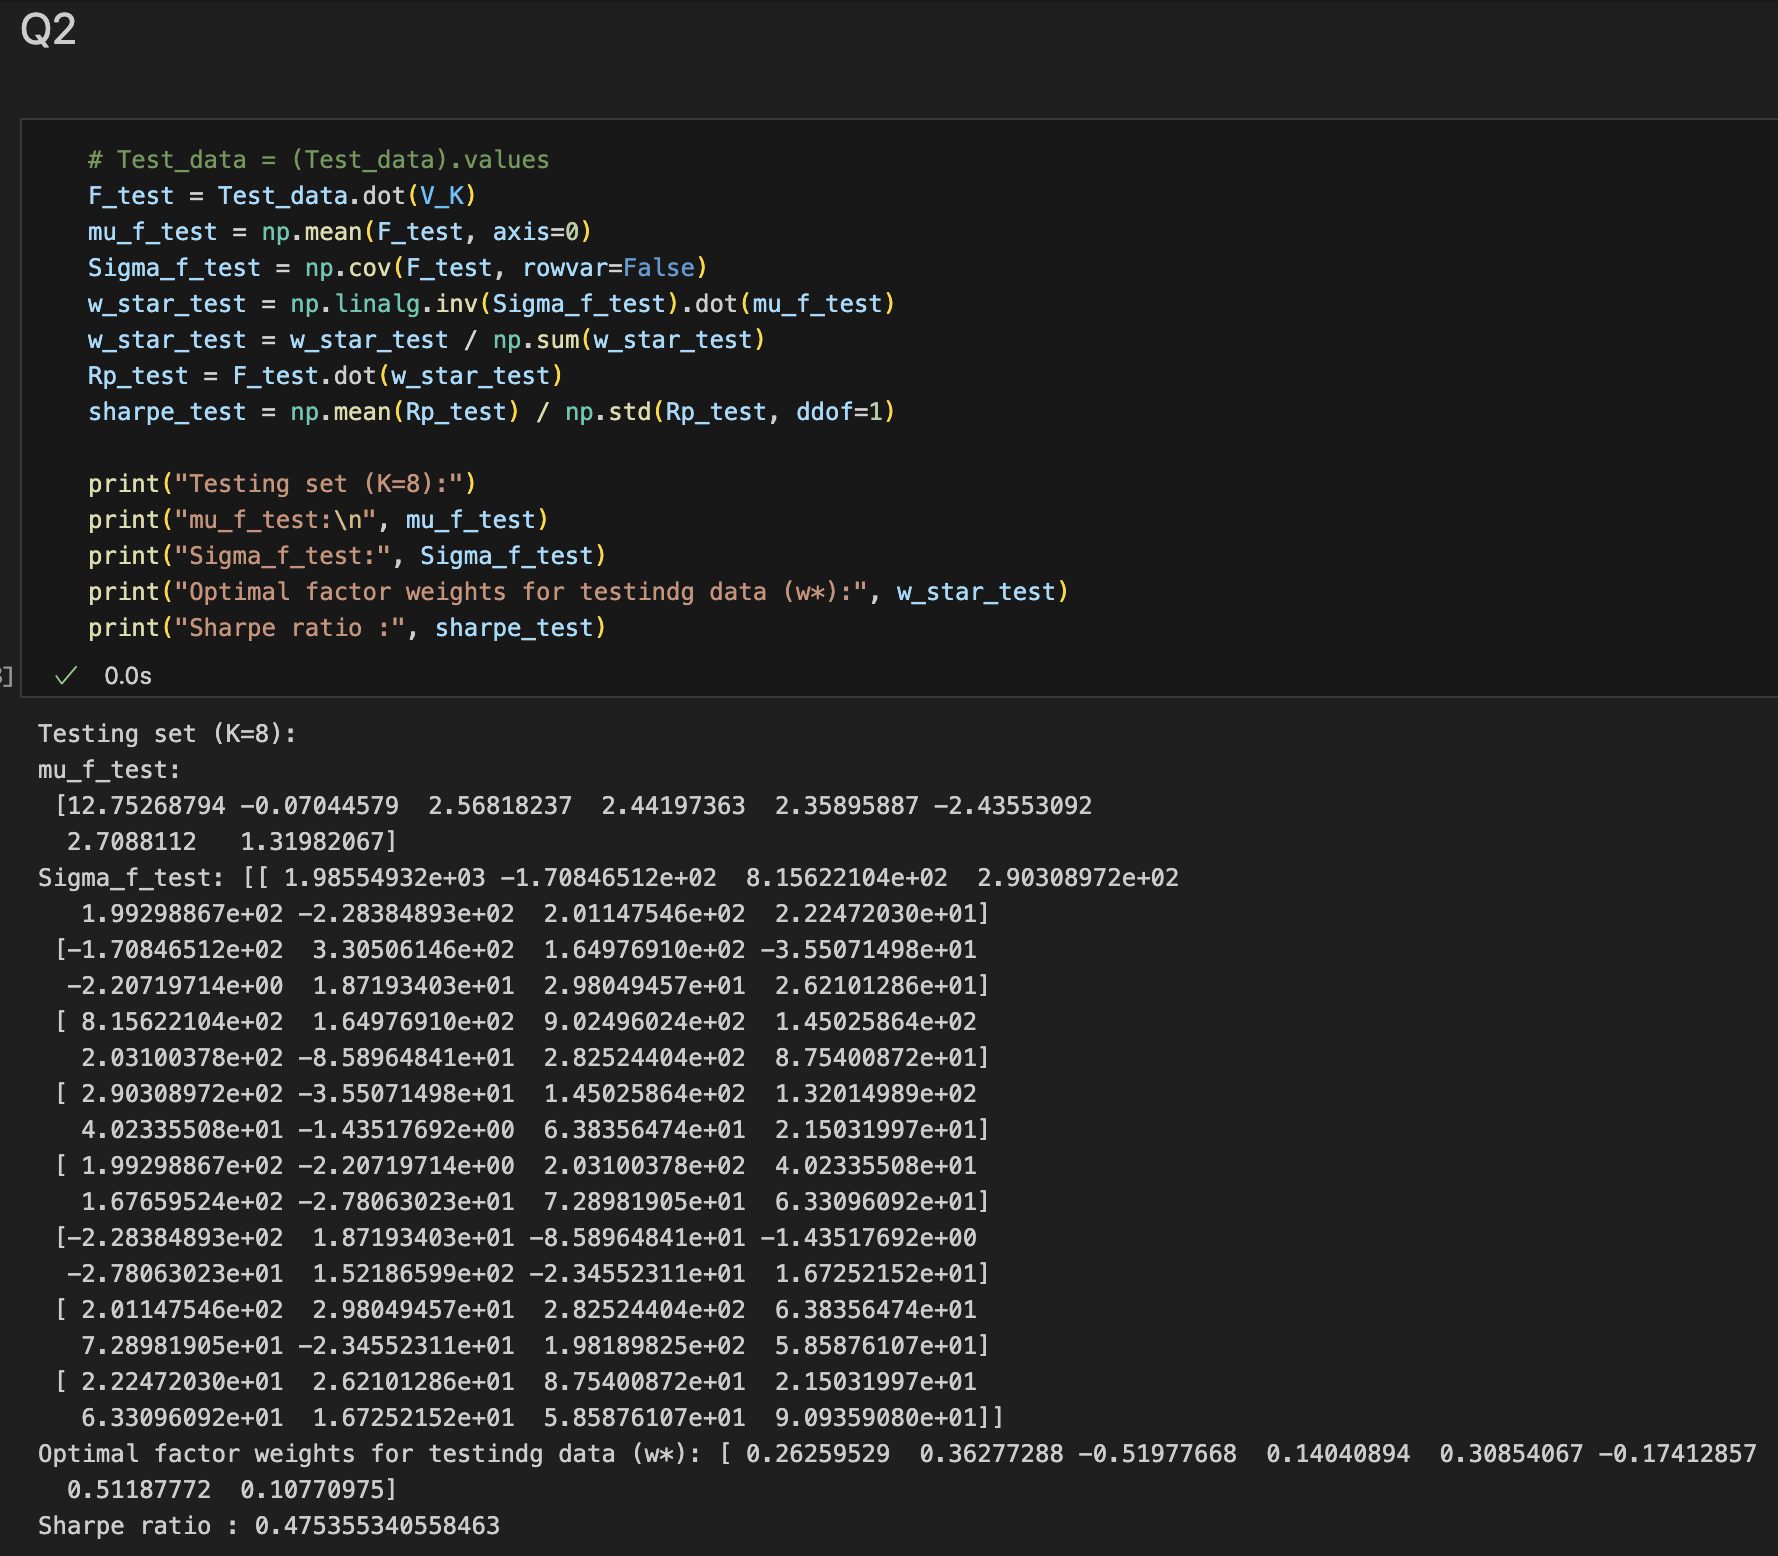 Q2
# Test_data = (Test_data).values
F_test = Test_data.dot(V_K)
mu_f_test = np.mean(F_test, axis=0)
Sigma_f_test = np.cov(F_test, rowvar=False)
w_star_test = np.linalg.inv(Sigma_f_test).dot(mu_f_test)
w_star_test = w_star_test / np.sum(w_star_test)
Rp_test = F_test.dot(w_star_test)
sharpe_test = np.mean(Rp_test) / np.std(Rp_test, ddof=1)
print("Testing set (K=8):")
print("mu_f_test:\n", mu_f_test)
print("Sigma_f_test:", Sigma_f_test)
print("Optimal factor weights for testindg data (w*):", w_star_test)
print("Sharpe ratio :", sharpe_test)
] ✓ 0.0s
Testing set (K=8):
mu_f_test:
[12.75268794 -0.07044579 2.56818237 2.44197363 2.35895887 -2.43553092
2.7088112 1.31982067]
Sigma_f_test: [[ 1.98554932e+03 -1.70846512e+02 8.15622104e+02 2.90308972e+02
1.99298867e+02 -2.28384893e+02 2.01147546e+02 2.22472030e+01]
[-1.70846512e+02 3.30506146e+02 1.64976910e+02 -3.55071498e+01
-2.20719714e+00 1.87193403e+01 2.98049457e+01 2.62101286e+01]
[ 8.15622104e+02 1.64976910e+02 9.02496024e+02 1.45025864e+02
2.03100378e+02 -8.58964841e+01 2.82524404e+02 8.75400872e+01]
[ 2.90308972e+02 -3.55071498e+01 1.45025864e+02 1.32014989e+02
4.02335508e+01 -1.43517692e+00 6.38356474e+01 2.15031997e+01]
[ 1.99298867e+02 -2.20719714e+00 2.03100378e+02 4.02335508e+01
1.67659524e+02 -2.78063023e+01 7.28981905e+01 6.33096092e+01]
[-2.28384893e+02 1.87193403e+01 -8.58964841e+01 -1.43517692e+00
-2.78063023e+01 1.52186599e+02 -2.34552311e+01 1.67252152e+01]
[ 2.01147546e+02 2.98049457e+01 2.82524404e+02 6.38356474e+01
7.28981905e+01 -2.34552311e+01 1.98189825e+02 5.85876107e+01]
[ 2.22472030e+01 2.62101286e+01 8.75400872e+01 2.15031997e+01
6.33096092e+01 1.67252152e+01 5.85876107e+01 9.09359080e+01]]
Optimal factor weights for testindg data (w*): [ 0.26259529 0.36277288 -0.51977668 0.14040894 0.30854067 -0.17412857
0.51187772 0.10770975]
Sharpe ratio : 0.475355340558463